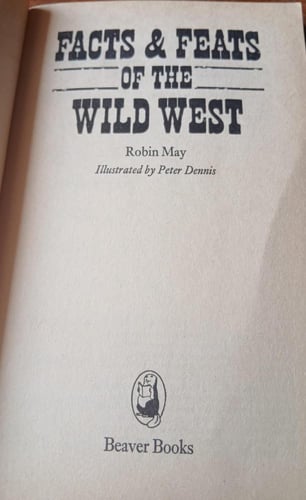 FACTS & FEATS
OF THE
WILD WEST
Robin May
Illustrated by Peter Dennis
Beaver Books